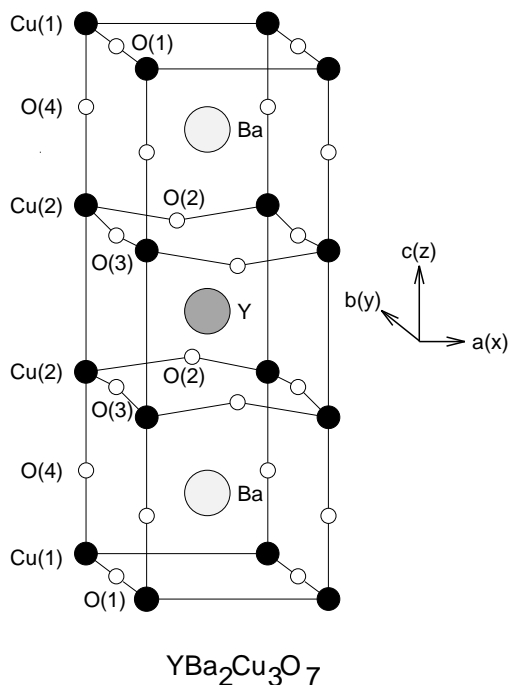 Cu(1)
O(1)
O(4)
Ba
Cu(2)
O(2)
O(3)
c(z)
b(y)
Y
a(x)
Cu(2)
O(2)
O(3)
O(4)
Ba
Cu(1)
O(1)
YBa2Cu3O7